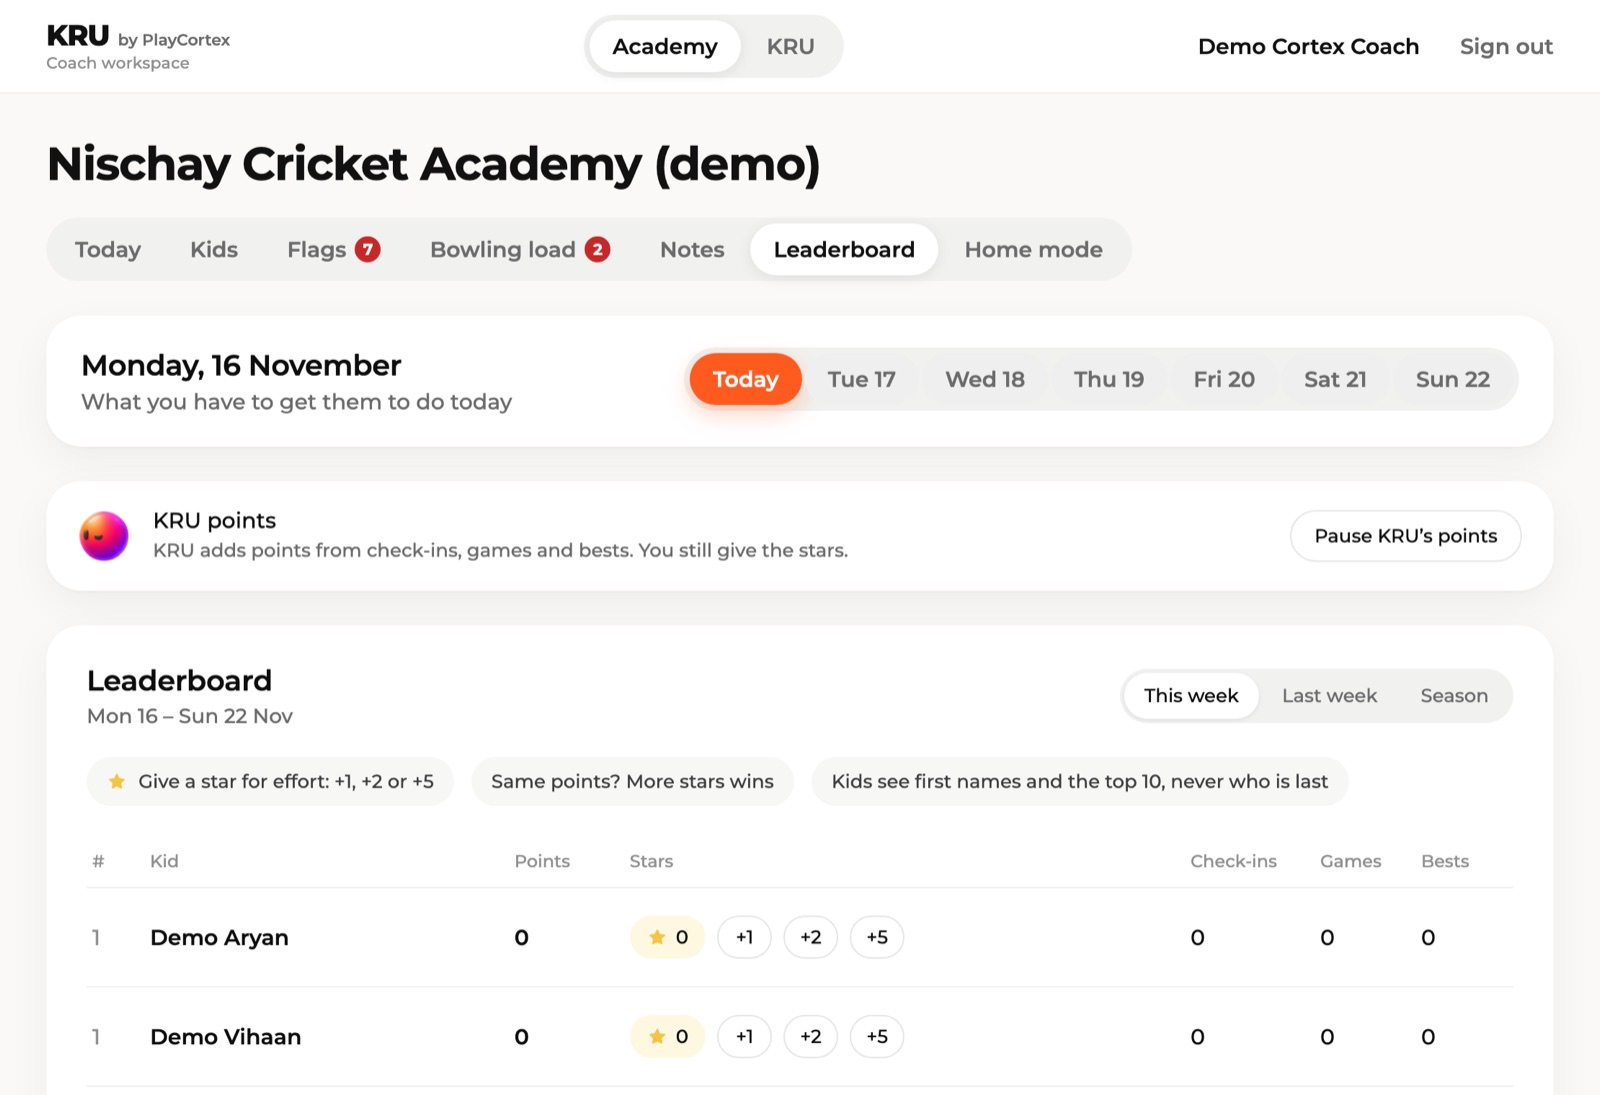 KRU by PlayCortex
Coach workspace
Academy
KRU
Demo Cortex Coach
Sign out
Nischay Cricket Academy (demo)
Today
Kids
Flags 7
Bowling load 2
Notes
Leaderboard
Home mode
Monday, 16 November
What you have to get them to do today
Today
Tue 17
Wed 18
Thu 19
Fri 20
Sat 21
Sun 22
KRU points
KRU adds points from check-ins, games and bests. You still give the stars.
Pause KRU’s points
Leaderboard
Mon 16 – Sun 22 Nov
This week
Last week
Season
Give a star for effort: +1, +2 or +5
Same points? More stars wins
Kids see first names and the top 10, never who is last
# Kid Points Stars Check-ins Games Bests
1 Demo Aryan 0 0 +1 +2 +5 0 0 0
1 Demo Vihaan 0 0 +1 +2 +5 0 0 0